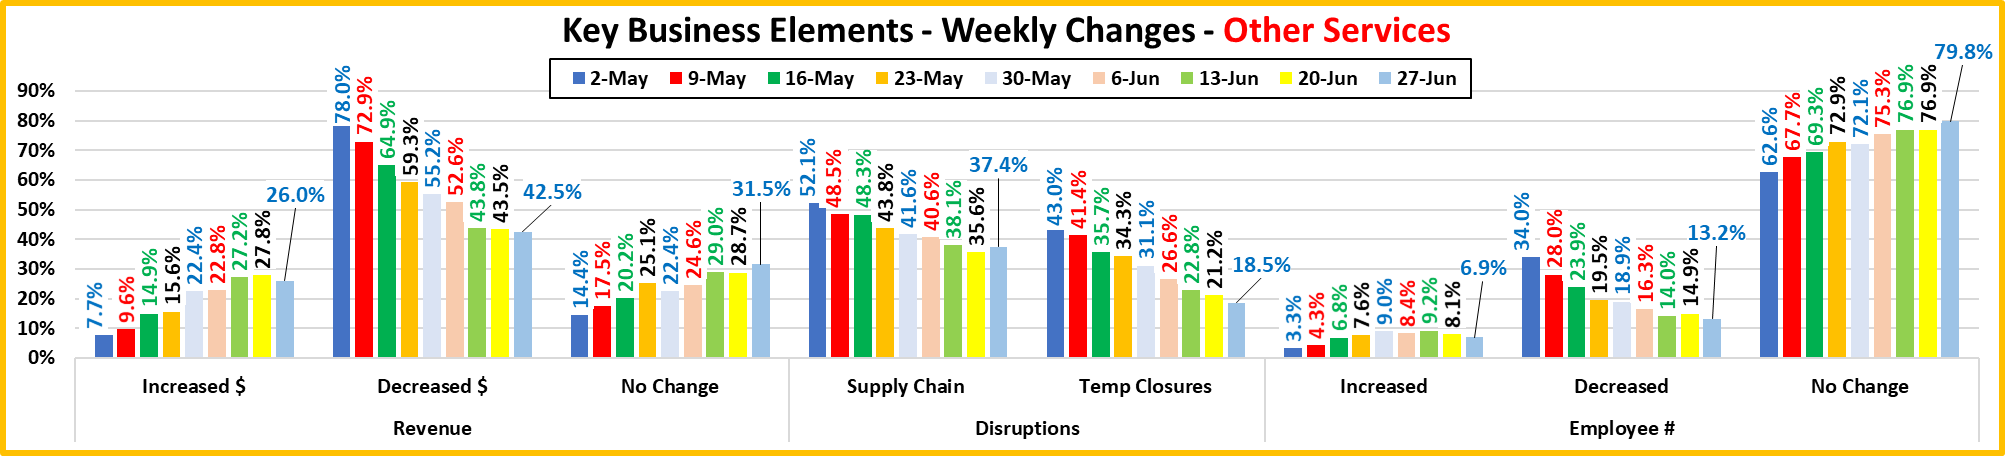 Key Business Elements - Weekly Changes - Other Services
2-May 9-May 16-May 23-May 30-May 6-Jun 13-Jun 20-Jun 27-Jun
90%
80%
70%
60%
50%
40%
30%
20%
10%
0%
7.7% 9.6% 14.9% 15.6% 22.4% 22.8% 27.2% 27.8% 26.0%
78.0% 72.9% 64.9% 59.3% 55.2% 52.6% 43.8% 43.5% 42.5%
14.4% 17.5% 20.2% 25.1% 22.4% 24.6% 29.0% 28.7% 31.5%
52.1% 48.5% 48.3% 43.8% 41.6% 40.6% 38.1% 35.6% 37.4%
43.0% 41.4% 35.7% 34.3% 31.1% 26.6% 22.8% 21.2% 18.5%
3.3% 4.3% 6.8% 7.6% 9.0% 8.4% 9.2% 8.1% 6.9%
34.0% 28.0% 23.9% 19.5% 18.9% 16.3% 14.0% 14.9% 13.2%
62.6% 67.7% 69.3% 72.9% 72.1% 75.3% 76.9% 76.9% 79.8%
Increased $ Decreased $ No Change Supply Chain Temp Closures Increased Decreased No Change
Revenue Disruptions Employee #